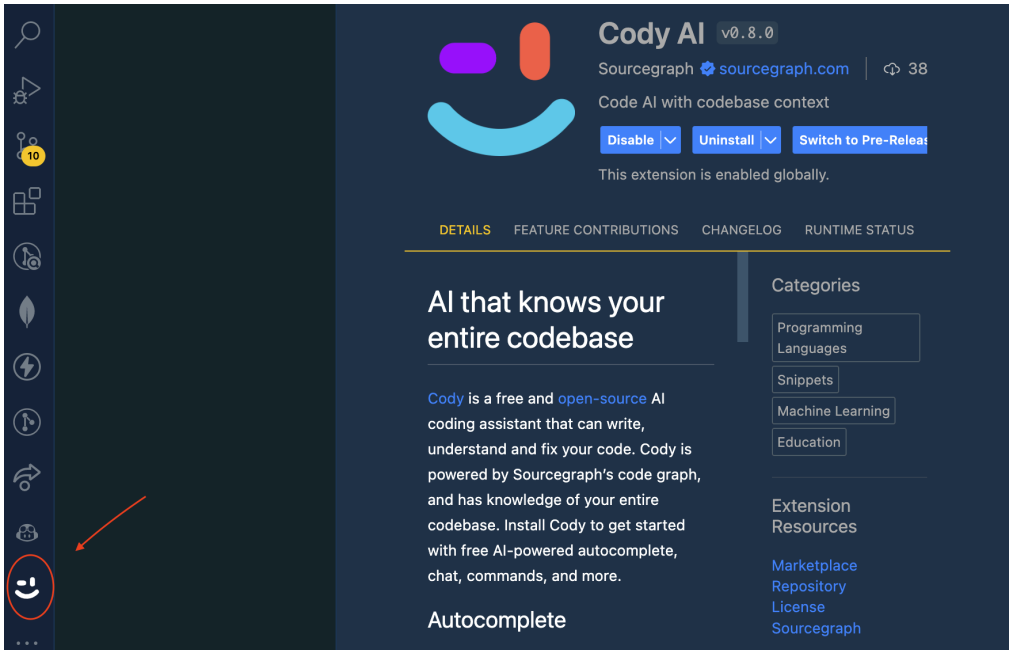 10
Cody AI v0.8.0
Sourcegraph sourcegraph.com 38
Code AI with codebase context
Disable Uninstall Switch to Pre-Releas
This extension is enabled globally.
DETAILS FEATURE CONTRIBUTIONS CHANGELOG RUNTIME STATUS
AI that knows your
entire codebase
Cody is a free and open-source AI
coding assistant that can write,
understand and fix your code. Cody is
powered by Sourcegraph’s code graph,
and has knowledge of your entire
codebase. Install Cody to get started
with free AI-powered autocomplete,
chat, commands, and more.
Autocomplete
Categories
Programming
Languages
Snippets
Machine Learning
Education
Extension
Resources
Marketplace
Repository
License
Sourcegraph